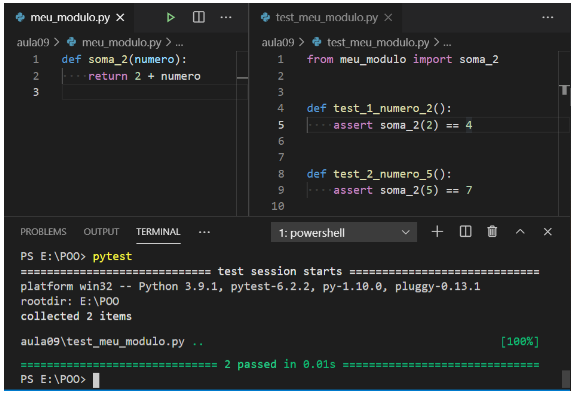 meu_modulo.py
aula09 > meu_modulo.py > ...
1 def soma_2(numero):
2     return 2 + numero
3
test_meu_modulo.py
aula09 > test_meu_modulo.py > ...
1 from meu_modulo import soma_2
2
3
4 def test_1_numero_2():
5     assert soma_2(2) == 4
6
7
8 def test_2_numero_5():
9     assert soma_2(5) == 7
10
PROBLEMS OUTPUT TERMINAL ... 1: powershell
PS E:\POO> pytest
============================= test session starts =============================
platform win32 -- Python 3.9.1, pytest-6.2.2, py-1.10.0, pluggy-0.13.1
rootdir: E:\POO
collected 2 items
aula09\test_meu_modulo.py .. [100%]
============================== 2 passed in 0.01s ==============================
PS E:\POO>